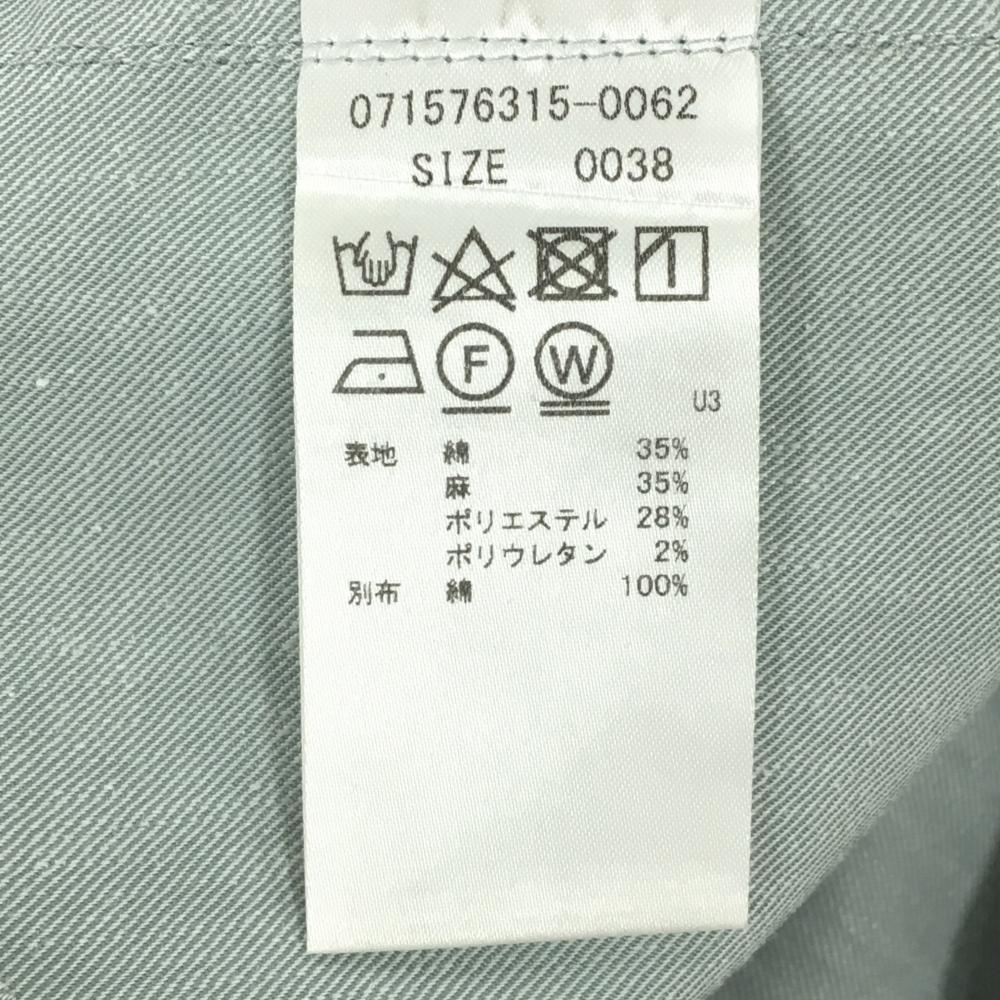 071576315-0062
SIZE 0038
F W
U3
表地 綿 35%
麻 35%
ポリエステル 28%
ポリウレタン 2%
別布 綿 100%